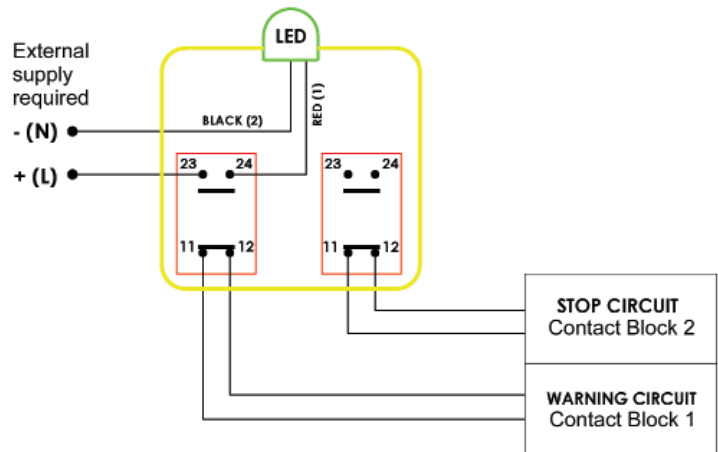 LED
External
supply
required
- (N)
BLACK (2)
RED (1)
+ (L)
23 24
23 24
11 12
11 12
STOP CIRCUIT
Contact Block 2
WARNING CIRCUIT
Contact Block 1